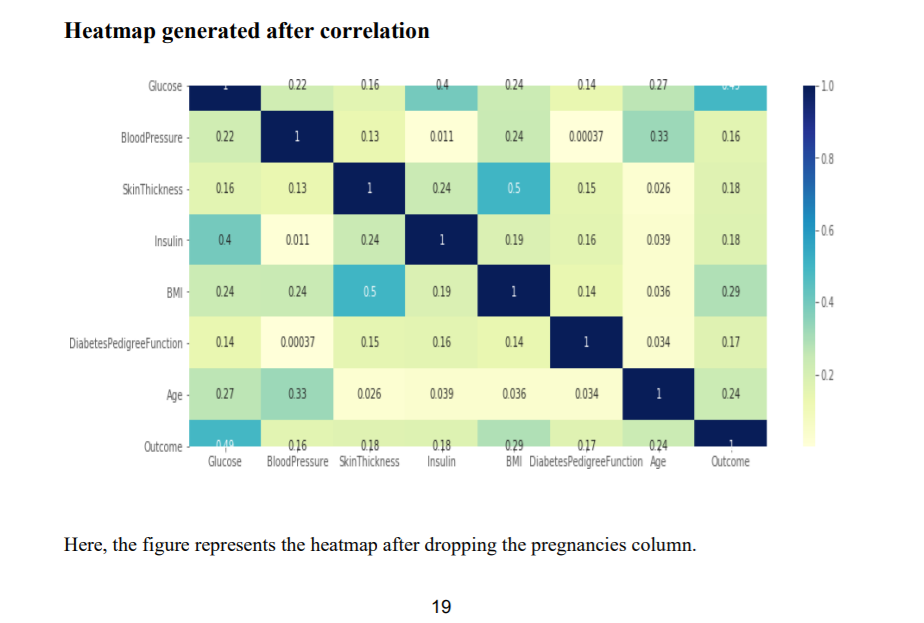 Heatmap generated after correlation
Glucose 1 0.22 0.16 0.4 0.24 0.14 0.27 0.49 1.0
BloodPressure 0.22 1 0.13 0.011 0.24 0.00037 0.33 0.16
0.8
SkinThickness 0.16 0.13 1 0.24 0.5 0.15 0.026 0.18
0.6
Insulin 0.4 0.011 0.24 1 0.19 0.16 0.039 0.18
BMI 0.24 0.24 0.5 0.19 1 0.14 0.036 0.29
0.4
DiabetesPedigreeFunction 0.14 0.00037 0.15 0.16 0.14 1 0.034 0.17
0.2
Age 0.27 0.33 0.026 0.039 0.036 0.034 1 0.24
Outcome 0.49 0.16 0.18 0.18 0.29 0.17 0.24 1
Glucose BloodPressure SkinThickness Insulin BMI DiabetesPedigreeFunction Age Outcome
Here, the figure represents the heatmap after dropping the pregnancies column.
19